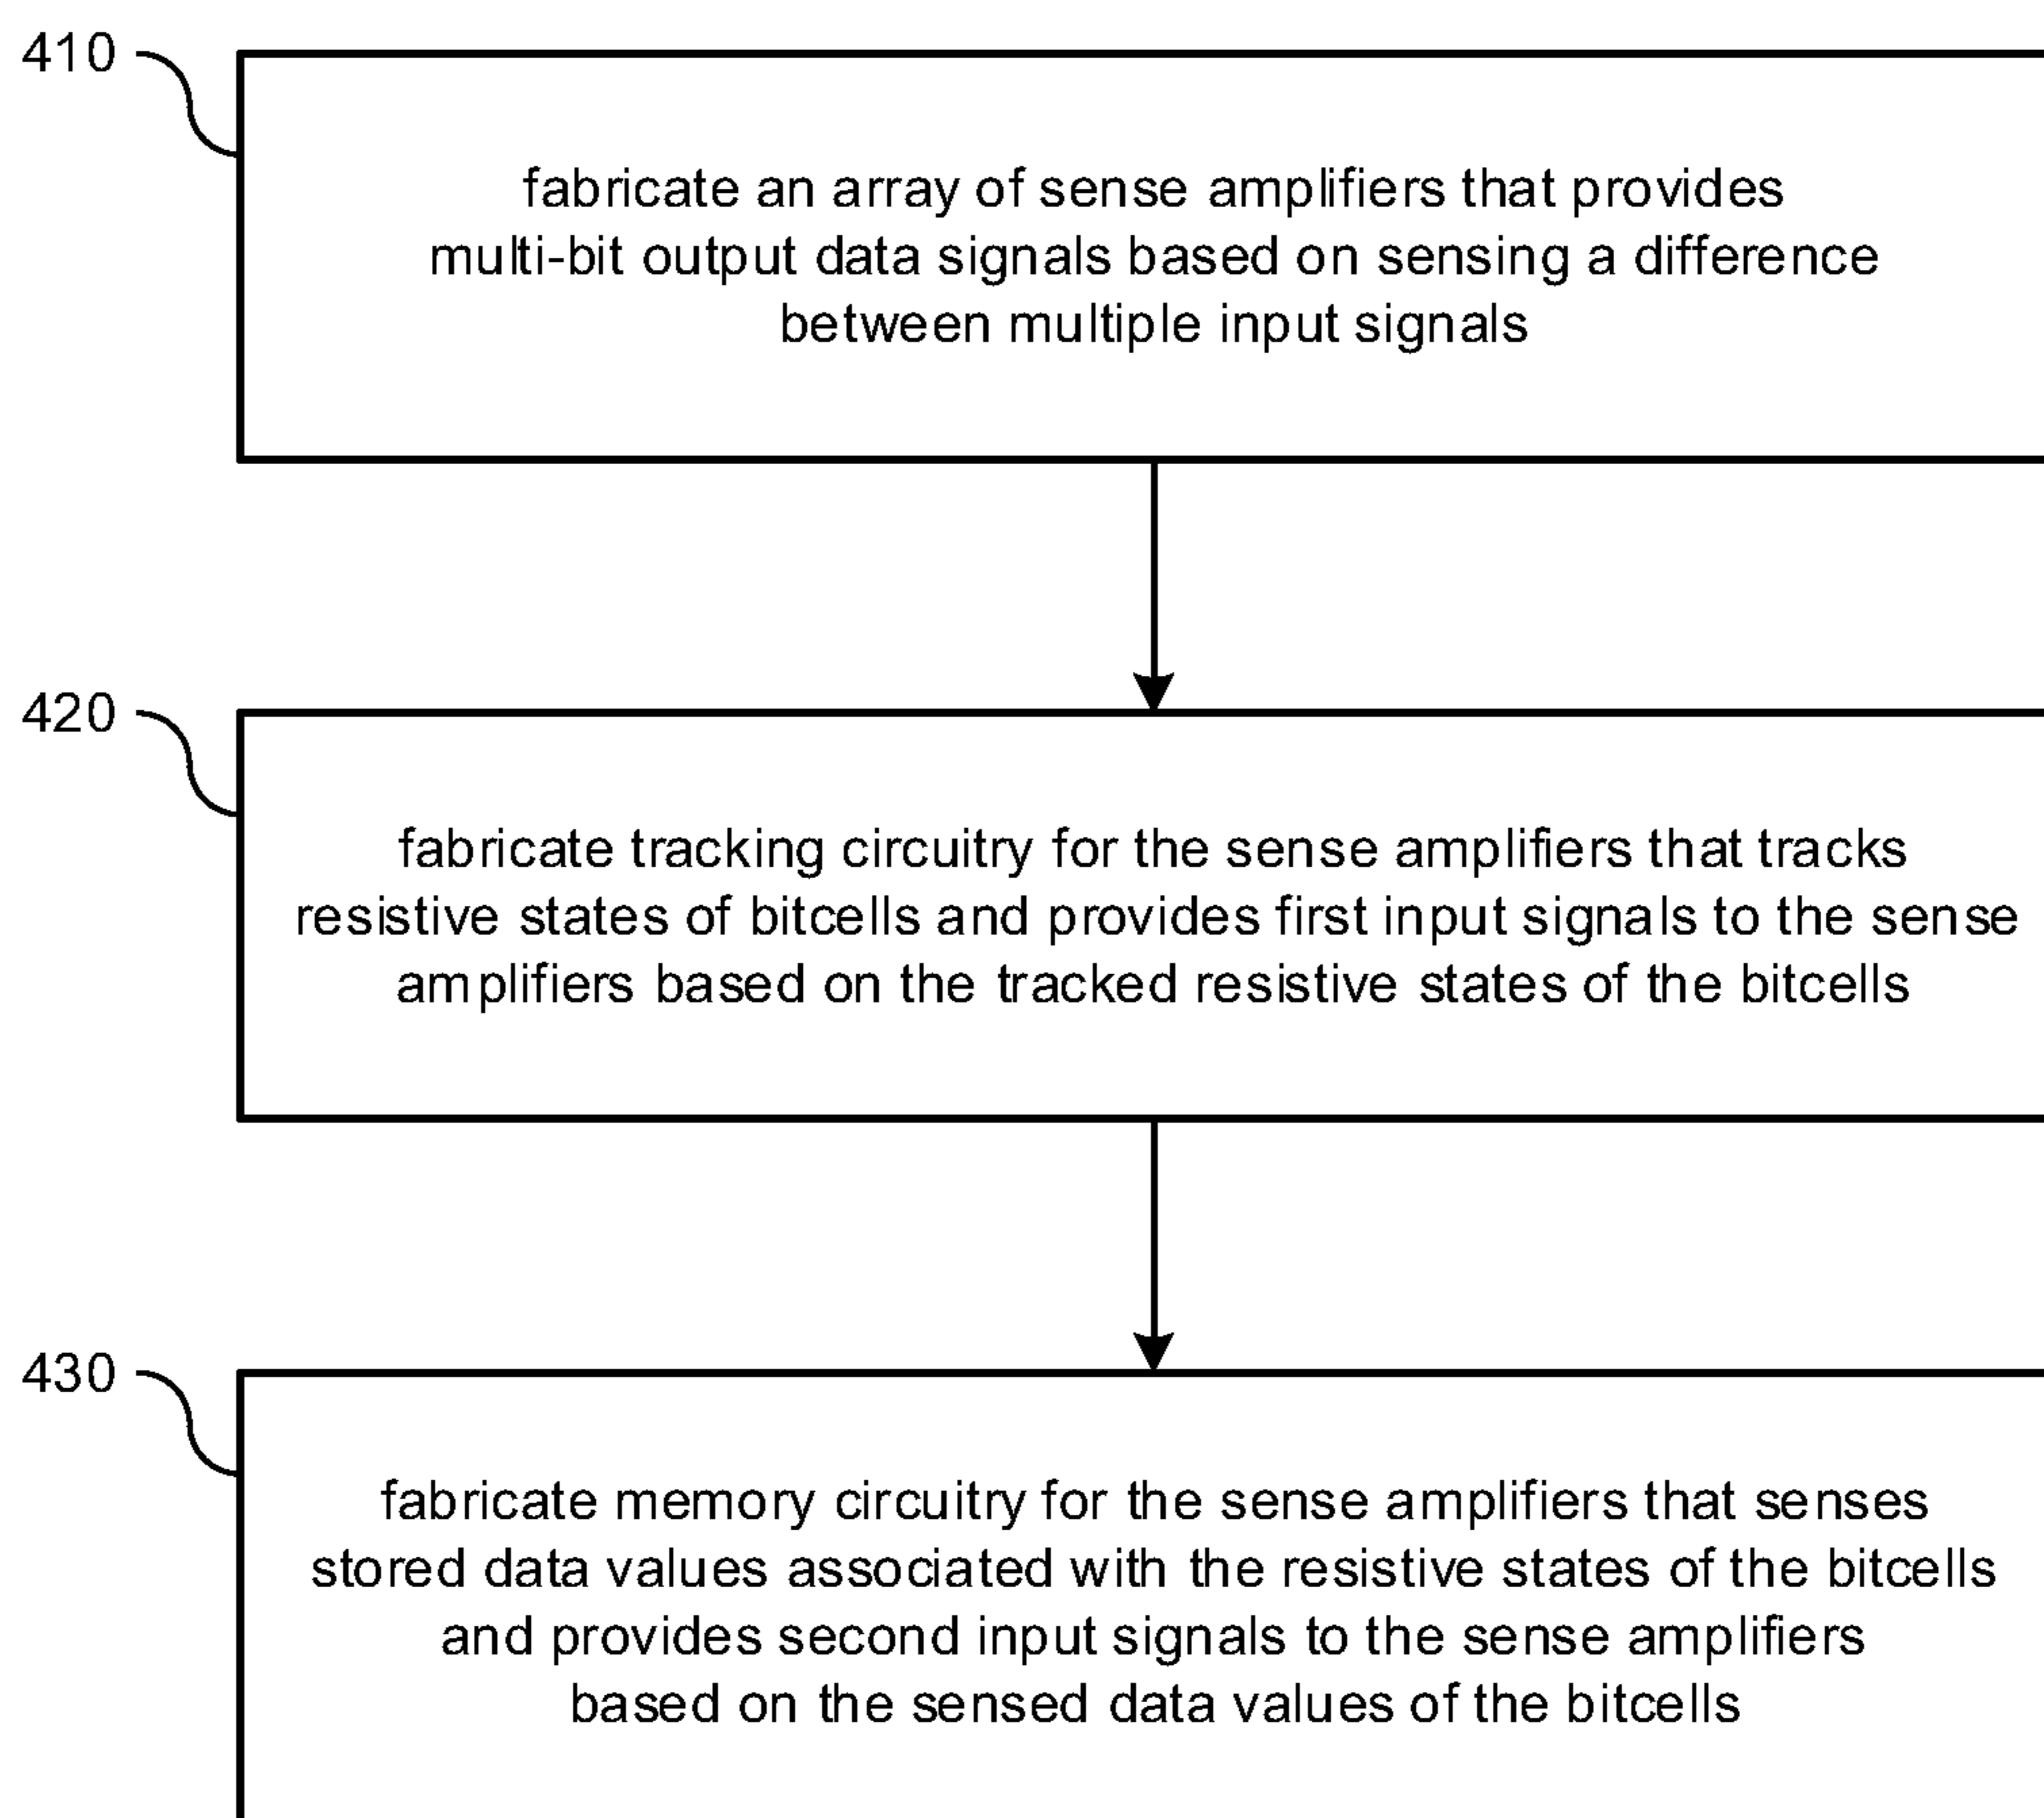 410
fabricate an array of sense amplifiers that provides
multi-bit output data signals based on sensing a difference
between multiple input signals
420
fabricate tracking circuitry for the sense amplifiers that tracks
resistive states of bitcells and provides first input signals to the sense
amplifiers based on the tracked resistive states of the bitcells
430
fabricate memory circuitry for the sense amplifiers that senses
stored data values associated with the resistive states of the bitcells
and provides second input signals to the sense amplifiers
based on the sensed data values of the bitcells